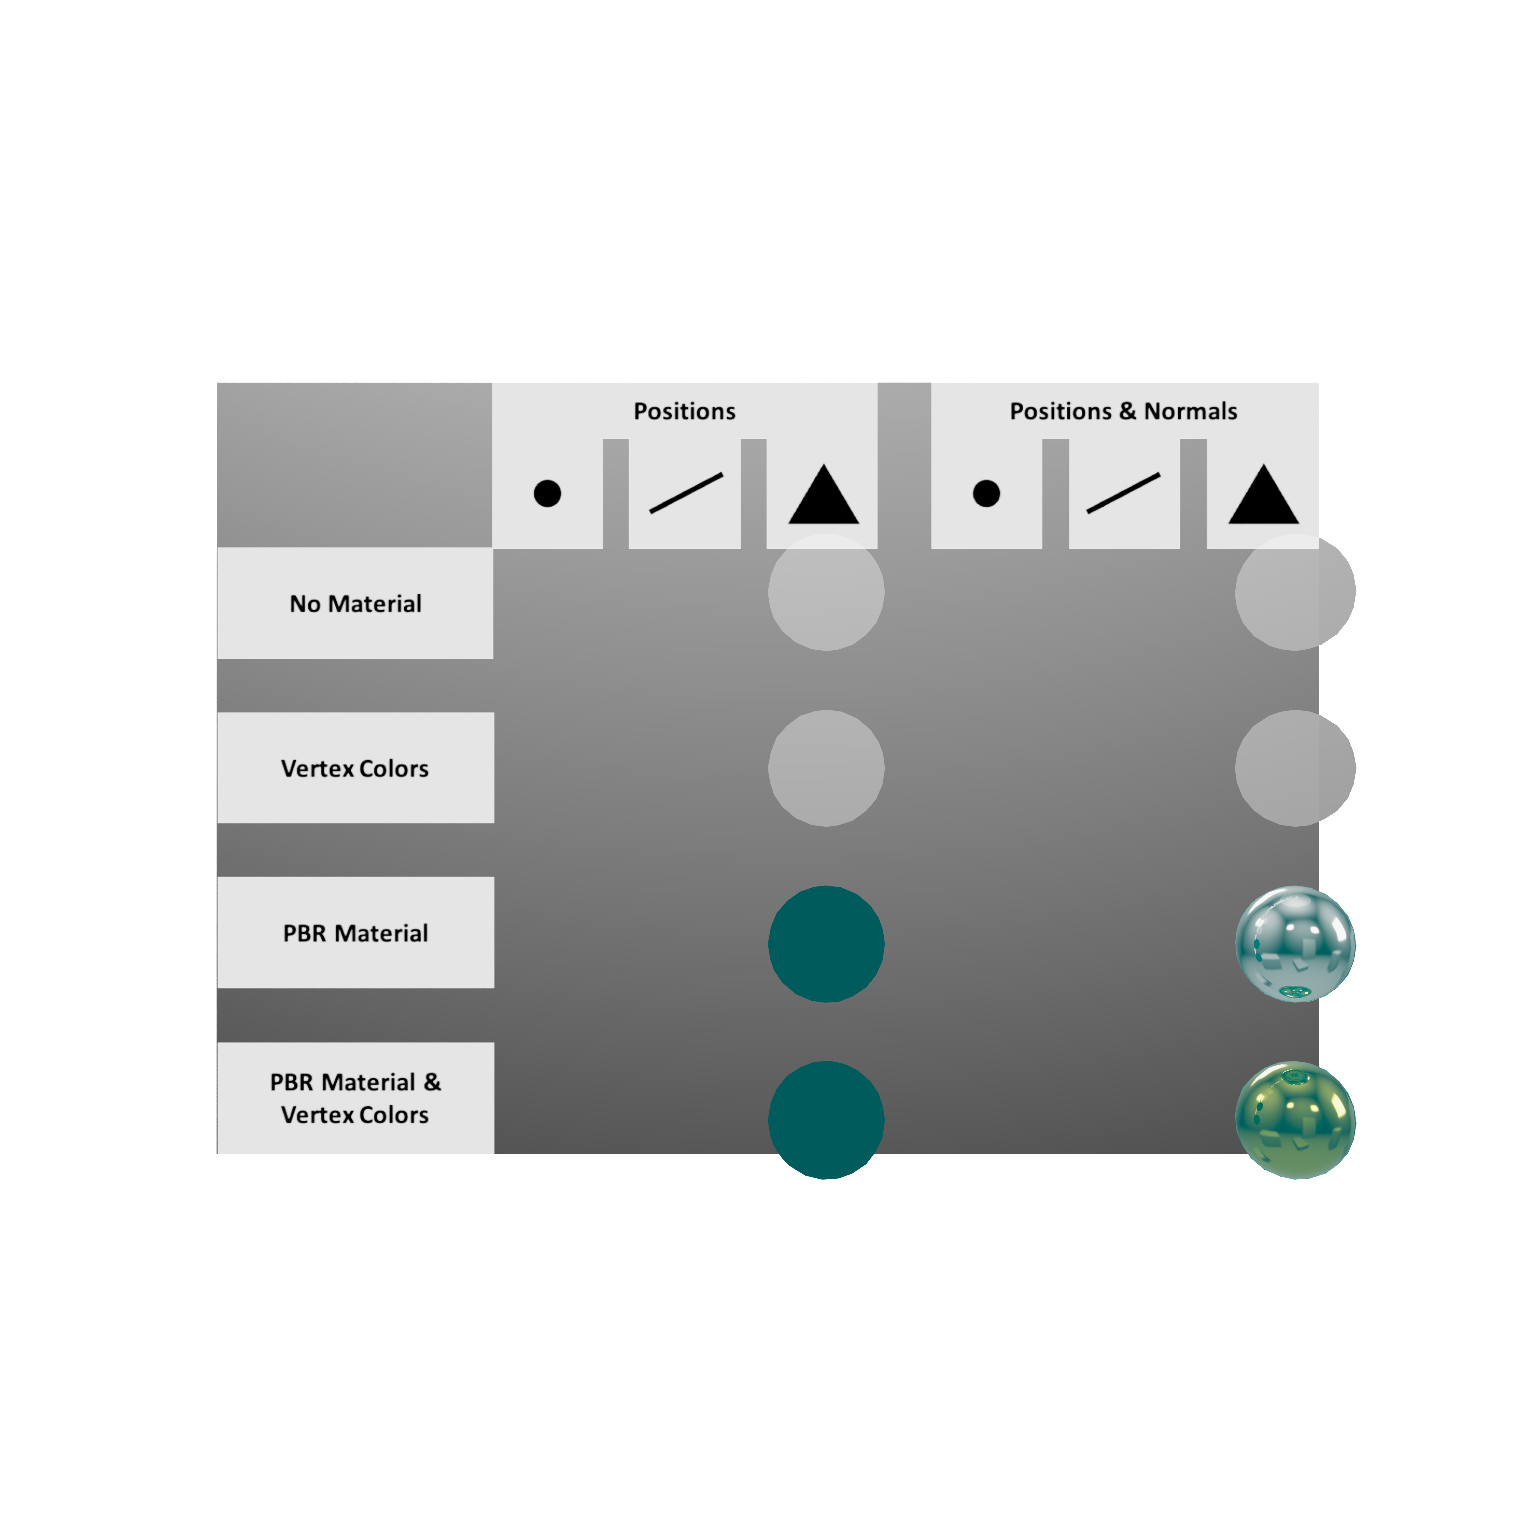 Positions
Positions & Normals
No Material
Vertex Colors
PBR Material
PBR Material &
Vertex Colors